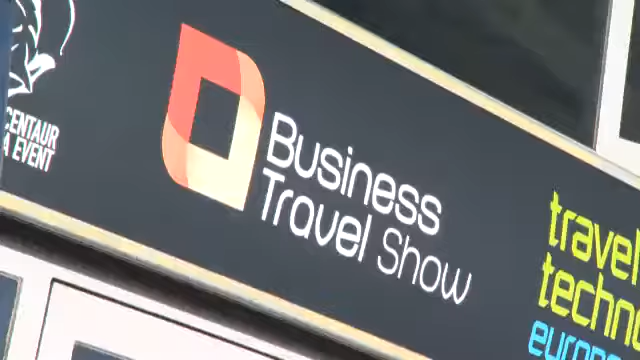 CENTAUR
A EVENT
Business
Travel Show
travel
techno
europe